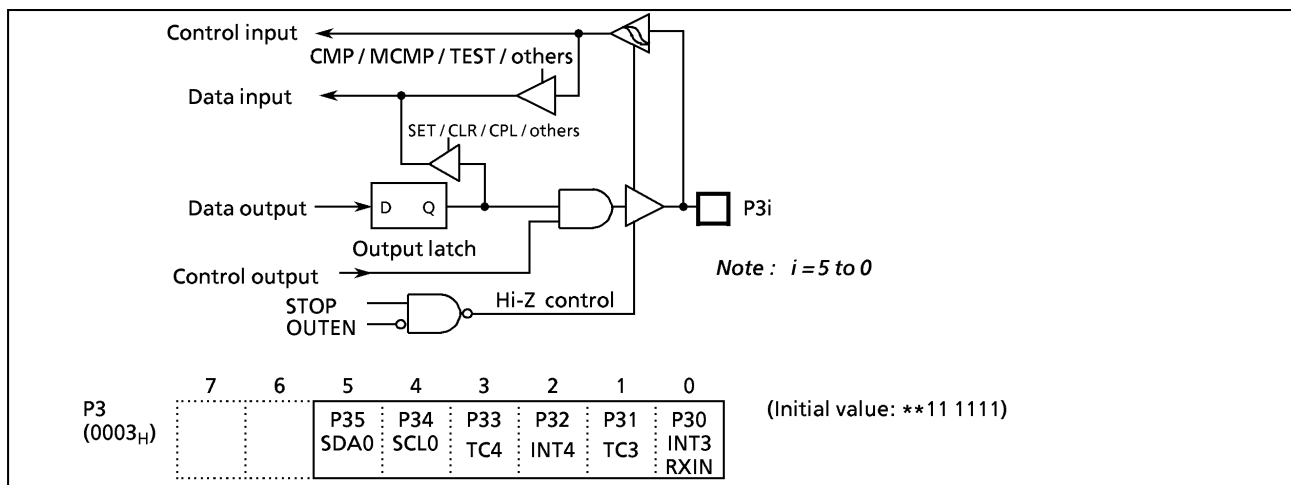 Control input
CMP / MCMP / TEST / others
Data input
SET / CLR / CPL / others
Data output
D Q
P3i
Output latch
Control output
Note : i = 5 to 0
STOP
OUTEN
Hi-Z control
7 6 5 4 3 2 1 0
P3
(0003H)
P35 P34 P33 P32 P31 P30
SDA0 SCL0 TC4 INT4 TC3 INT3
RXIN
(Initial value: **11 1111)